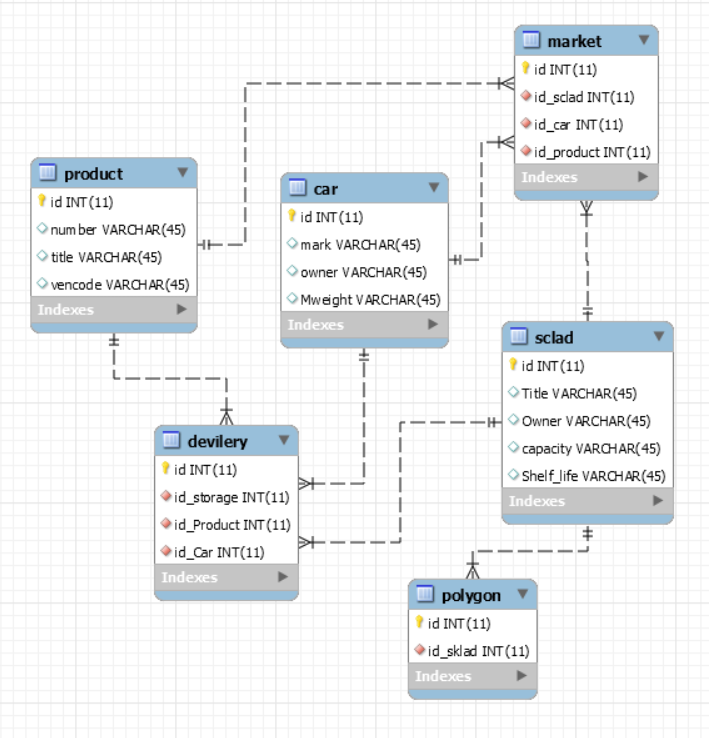 market
id INT(11)
id_sclad INT(11)
id_car INT(11)
id_product INT(11)
Indexes
product
id INT(11)
number VARCHAR(45)
title VARCHAR(45)
vencode VARCHAR(45)
Indexes
car
id INT(11)
mark VARCHAR(45)
owner VARCHAR(45)
Mweight VARCHAR(45)
Indexes
sclad
id INT(11)
Title VARCHAR(45)
Owner VARCHAR(45)
capacity VARCHAR(45)
Shelf_life VARCHAR(45)
Indexes
devilery
id INT(11)
id_storage INT(11)
id_Product INT(11)
id_Car INT(11)
Indexes
polygon
id INT(11)
id_sklad INT(11)
Indexes